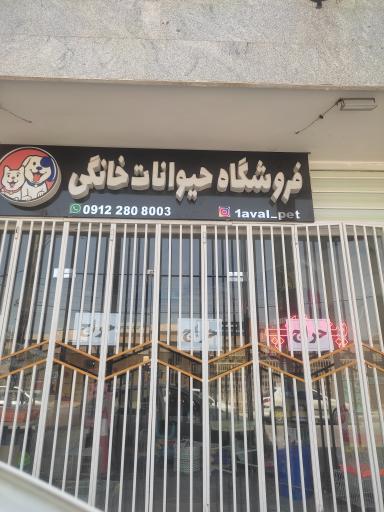 فروشگاه حیوانات خانگی
0912 280 8003
1aval_pet
حراج
حراج
حراج